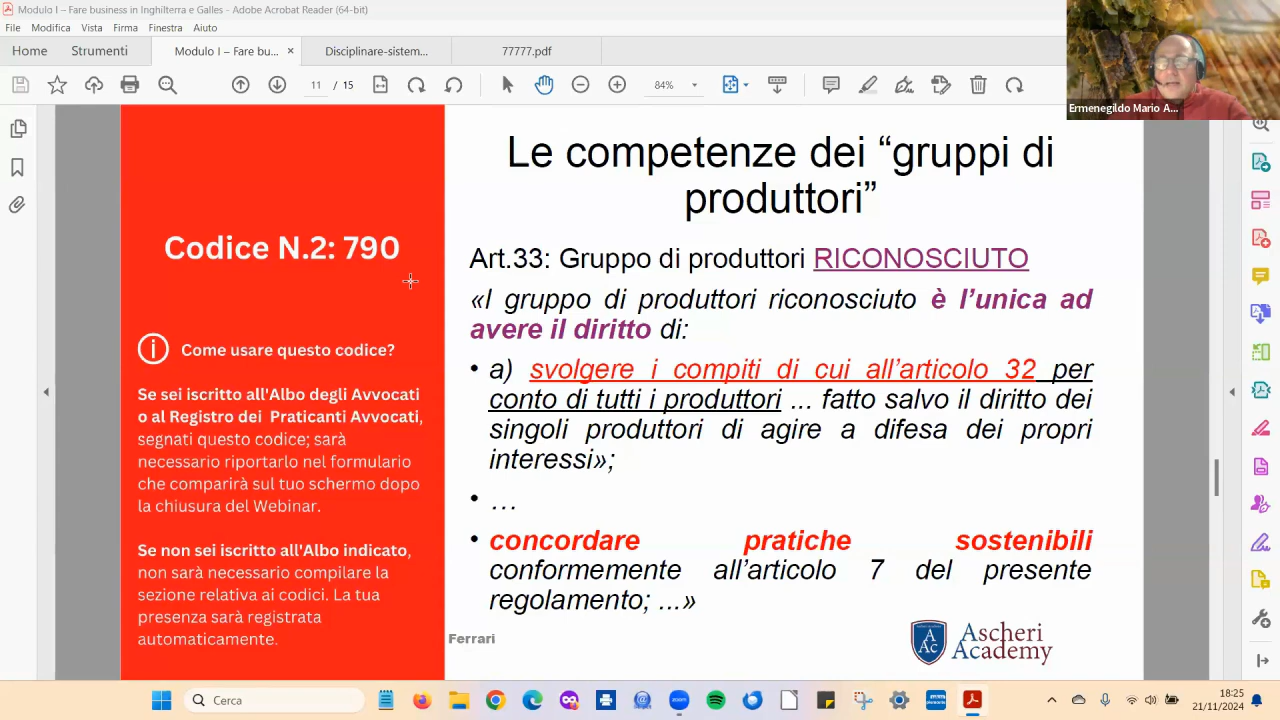 Modulo I – Fare business in Inghilterra e Galles - Adobe Acrobat Reader (64-bit)
File Modifica Vista Firma Finestra Aiuto
Home Strumenti Modulo I – Fare bu... × Disciplinare-sistem... 77777.pdf
11 / 15 84%
Ermenegildo Mario A...
Codice N.2: 790
Come usare questo codice?
Se sei iscritto all'Albo degli Avvocati
o al Registro dei Praticanti Avvocati,
segnati questo codice; sarà
necessario riportarlo nel formulario
che comparirà sul tuo schermo dopo
la chiusura del Webinar.
Se non sei iscritto all'Albo indicato,
non sarà necessario compilare la
sezione relativa ai codici. La tua
presenza sarà registrata
automaticamente.
Le competenze dei “gruppi di
produttori”
Art.33: Gruppo di produttori RICONOSCIUTO
«I gruppo di produttori riconosciuto è l’unica ad
avere il diritto di:
• a) svolgere i compiti di cui all’articolo 32 per
conto di tutti i produttori ... fatto salvo il diritto dei
singoli produttori di agire a difesa dei propri
interessi»;
• …
• concordare pratiche sostenibili
conformemente all’articolo 7 del presente
regolamento; ...»
Ferrari
Ascheri
Academy
Cerca
18:25
21/11/2024